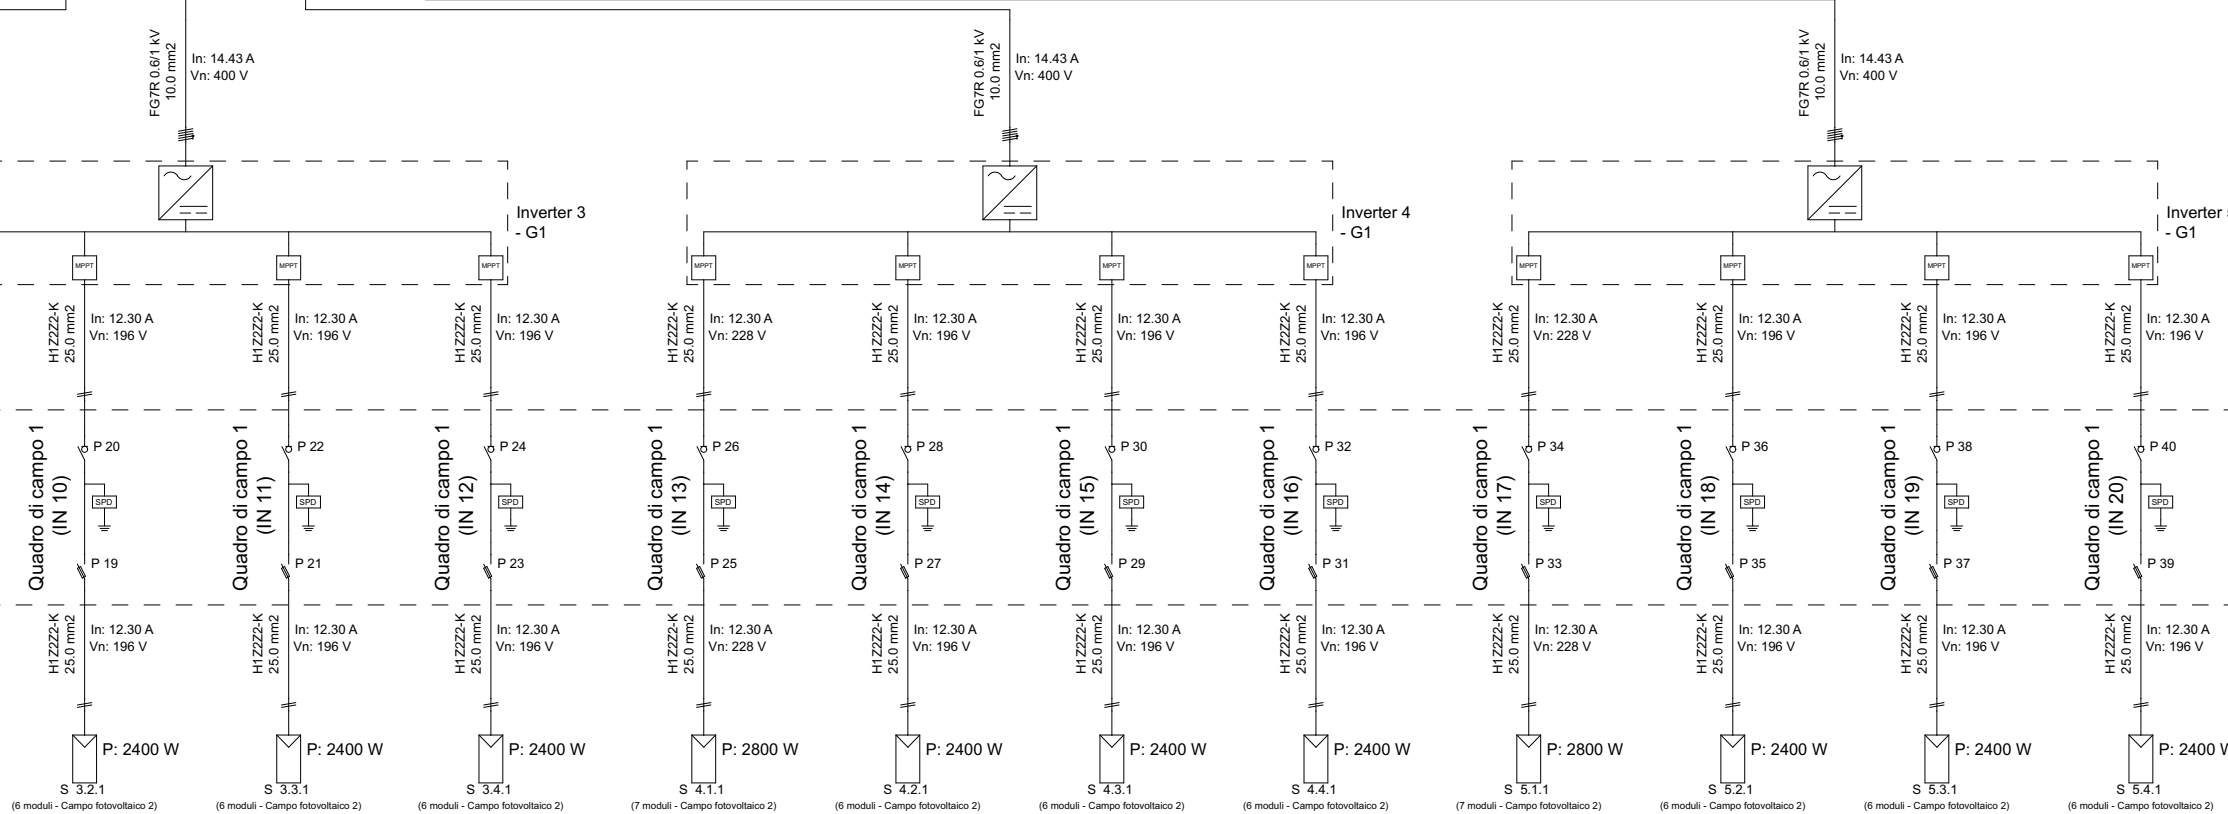 FG7R 0.6/1 kV
10.0 mm2
In: 14.43 A
Vn: 400 V
FG7R 0.6/1 kV
10.0 mm2
In: 14.43 A
Vn: 400 V
FG7R 0.6/1 kV
10.0 mm2
In: 14.43 A
Vn: 400 V
Inverter 3
- G1
Inverter 4
- G1
Inverter
- G1
MPPT
MPPT
MPPT
MPPT
MPPT
MPPT
MPPT
MPPT
MPPT
MPPT
MPPT
H1Z2Z2-K
25.0 mm2
In: 12.30 A
Vn: 196 V
H1Z2Z2-K
25.0 mm2
In: 12.30 A
Vn: 196 V
H1Z2Z2-K
25.0 mm2
In: 12.30 A
Vn: 196 V
H1Z2Z2-K
25.0 mm2
In: 12.30 A
Vn: 228 V
H1Z2Z2-K
25.0 mm2
In: 12.30 A
Vn: 196 V
H1Z2Z2-K
25.0 mm2
In: 12.30 A
Vn: 196 V
H1Z2Z2-K
25.0 mm2
In: 12.30 A
Vn: 196 V
H1Z2Z2-K
25.0 mm2
In: 12.30 A
Vn: 228 V
H1Z2Z2-K
25.0 mm2
In: 12.30 A
Vn: 196 V
H1Z2Z2-K
25.0 mm2
In: 12.30 A
Vn: 196 V
H1Z2Z2-K
25.0 mm2
In: 12.30 A
Vn: 196 V
Quadro di campo 1
(IN 10)
P 20
SPD
P 19
Quadro di campo 1
(IN 11)
P 22
SPD
P 21
Quadro di campo 1
(IN 12)
P 24
SPD
P 23
Quadro di campo 1
(IN 13)
P 26
SPD
P 25
Quadro di campo 1
(IN 14)
P 28
SPD
P 27
Quadro di campo 1
(IN 15)
P 30
SPD
P 29
Quadro di campo 1
(IN 16)
P 32
SPD
P 31
Quadro di campo 1
(IN 17)
P 34
SPD
P 33
Quadro di campo 1
(IN 18)
P 36
SPD
P 35
Quadro di campo 1
(IN 19)
P 38
SPD
P 37
Quadro di campo 1
(IN 20)
P 40
SPD
P 39
H1Z2Z2-K
25.0 mm2
In: 12.30 A
Vn: 196 V
H1Z2Z2-K
25.0 mm2
In: 12.30 A
Vn: 196 V
H1Z2Z2-K
25.0 mm2
In: 12.30 A
Vn: 196 V
H1Z2Z2-K
25.0 mm2
In: 12.30 A
Vn: 228 V
H1Z2Z2-K
25.0 mm2
In: 12.30 A
Vn: 196 V
H1Z2Z2-K
25.0 mm2
In: 12.30 A
Vn: 196 V
H1Z2Z2-K
25.0 mm2
In: 12.30 A
Vn: 196 V
H1Z2Z2-K
25.0 mm2
In: 12.30 A
Vn: 228 V
H1Z2Z2-K
25.0 mm2
In: 12.30 A
Vn: 196 V
H1Z2Z2-K
25.0 mm2
In: 12.30 A
Vn: 196 V
H1Z2Z2-K
25.0 mm2
In: 12.30 A
Vn: 196 V
P: 2400 W
S 3.2.1
(6 moduli - Campo fotovoltaico 2)
P: 2400 W
S 3.3.1
(6 moduli - Campo fotovoltaico 2)
P: 2400 W
S 3.4.1
(6 moduli - Campo fotovoltaico 2)
P: 2800 W
S 4.1.1
(7 moduli - Campo fotovoltaico 2)
P: 2400 W
S 4.2.1
(6 moduli - Campo fotovoltaico 2)
P: 2400 W
S 4.3.1
(6 moduli - Campo fotovoltaico 2)
P: 2400 W
S 4.4.1
(6 moduli - Campo fotovoltaico 2)
P: 2800 W
S 5.1.1
(7 moduli - Campo fotovoltaico 2)
P: 2400 W
S 5.2.1
(6 moduli - Campo fotovoltaico 2)
P: 2400 W
S 5.3.1
(6 moduli - Campo fotovoltaico 2)
P: 2400 W
S 5.4.1
(6 moduli - Campo fotovoltaico 2)